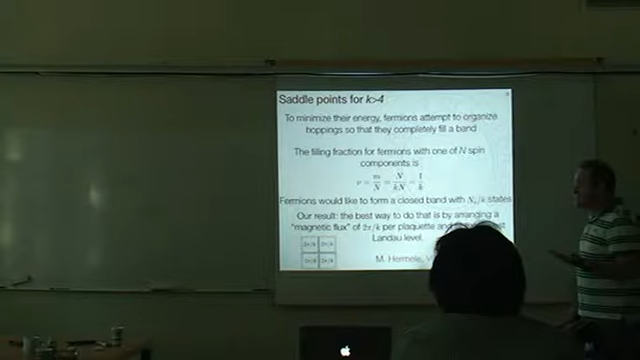 Saddle points for k>4
To minimize their energy, fermions attempt to organize
hoppings so that they completely fill a band
The filling fraction for fermions with one of N spin
components is
ν = m/N = N/kN = 1/k
Fermions would like to form a closed band with Ns/k states
Our result: the best way to do that is by arranging a
"magnetic flux" of 2π/k per plaquette and
Landau level.
2π/k 2π/k
2π/k 2π/k
M. Hermele,